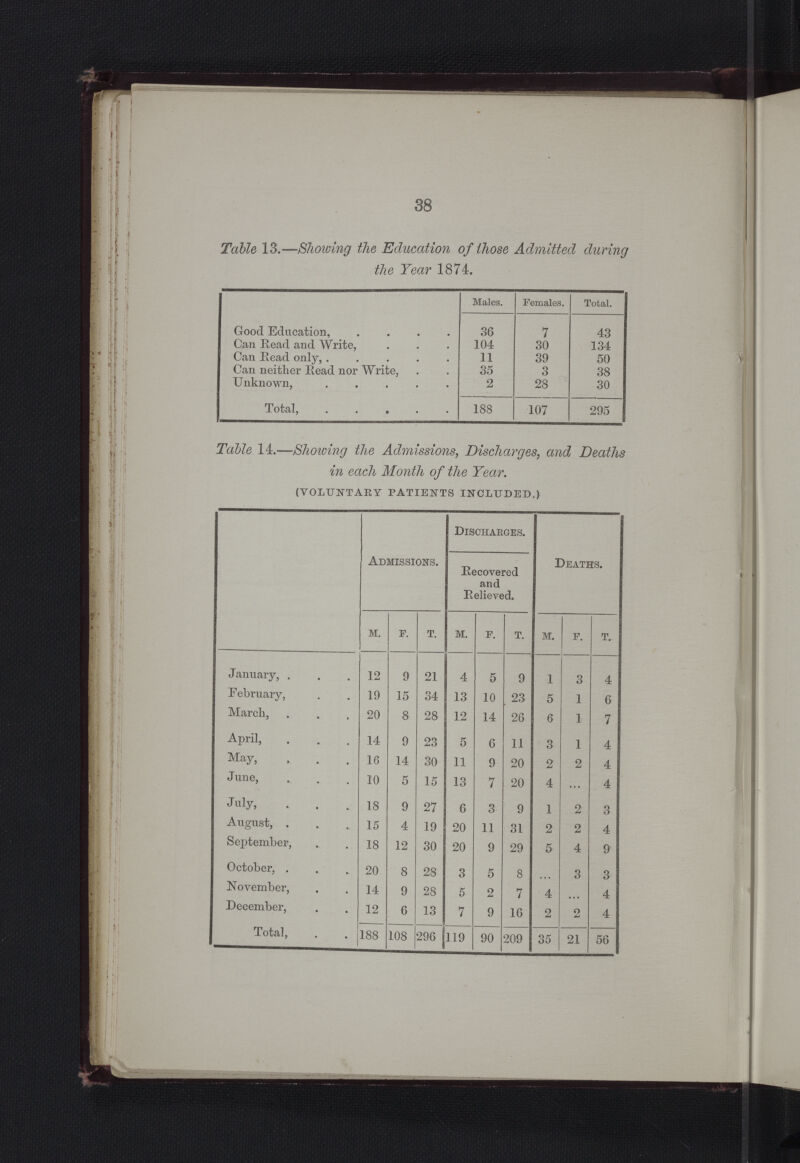 38
Table 13.—Showing the Education of those Admitted during
the Year 1874.
Males. Females. Total.
Good Education, . . . . 36 7 43
Can Read and Write, . . . 104 30 134
Can Read only, . . . . . 11 39 50
Can neither Read nor Write, . . 35 3 38
Unknown, . . . . . 2 28 30
Total, . . . . . 188 107 295
Table 14.—Showing the Admissions, Discharges, and Deaths
in each Month of the Year.
(VOLUNTARY PATIENTS INCLUDED.)
Admissions. Discharges. Deaths.
Recovered
and
Relieved.
M. F. T. M. F. T. M. F. T.
January, . . . 12 9 21 4 5 9 1 3 4
February, . . 19 15 34 13 10 23 5 1 6
March, . . . 20 8 28 12 14 26 6 1 7
April, . . . 14 9 23 5 6 11 3 1 4
May, . . . 16 14 30 11 9 20 2 2 4
June, . . . 10 5 15 13 7 20 4 ... 4
July, . . . 18 9 27 6 3 9 1 2 3
August, . . . 15 4 19 20 11 31 2 2 4
September, . . 18 12 30 20 9 29 5 4 9
October, . . . 20 8 28 3 5 8 ... 3 3
November, . . 14 9 28 5 2 7 4 ... 4
December, . . 12 6 13 7 9 16 2 2 4
Total, . . 188 108 296 119 90 209 35 21 56